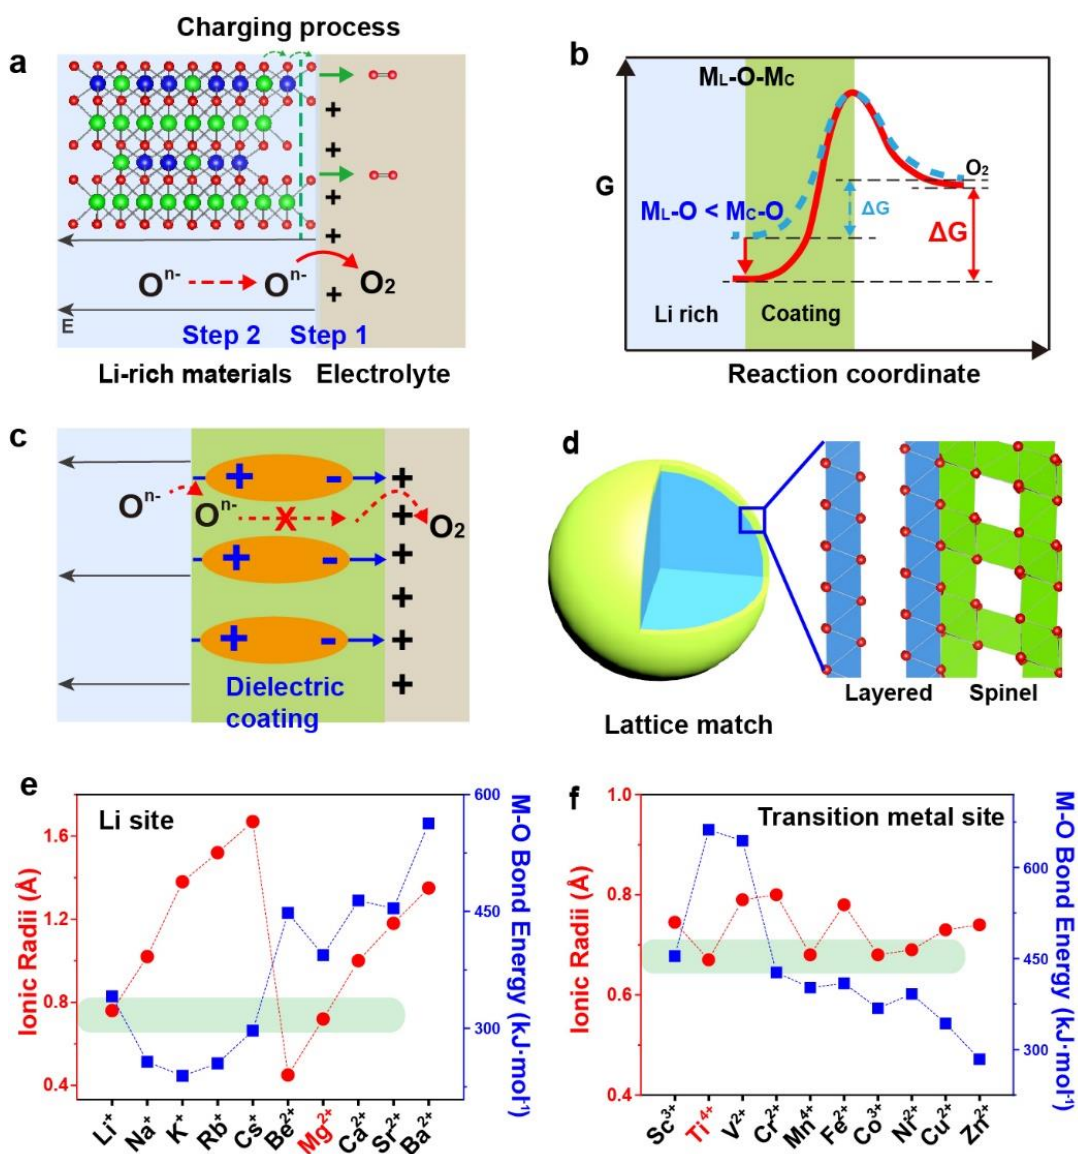 Charging process
a
+
+
+
+
+
+
Oⁿ⁻ Oⁿ⁻ O₂
E
Step 2 Step 1
Li-rich materials Electrolyte
b
G
M_L-O-M_C
M_L-O < M_C-O
O₂
ΔG
ΔG
Li rich Coating
Reaction coordinate
c
+ - +
Oⁿ⁻ Oⁿ⁻ X + O₂
+ - +
+
+ - +
+
Dielectric
coating
d
Layered Spinel
Lattice match
e
Li site
Ionic Radii (Å)
1.6
1.2
0.8
0.4
600
450
300
M-O Bond Energy (kJ·mol⁻¹)
Li⁺ Na⁺ K⁺ Rb⁺ Cs⁺ Be²⁺ Mg²⁺ Ca²⁺ Sr²⁺ Ba²⁺
f
Transition metal site
Ionic Radii (Å)
1.0
0.8
0.6
0.4
600
450
300
M-O Bond Energy (kJ·mol⁻¹)
Sc³⁺ Ti⁴⁺ V²⁺ Cr²⁺ Mn⁴⁺ Fe²⁺ Co³⁺ Ni²⁺ Cu²⁺ Zn²⁺